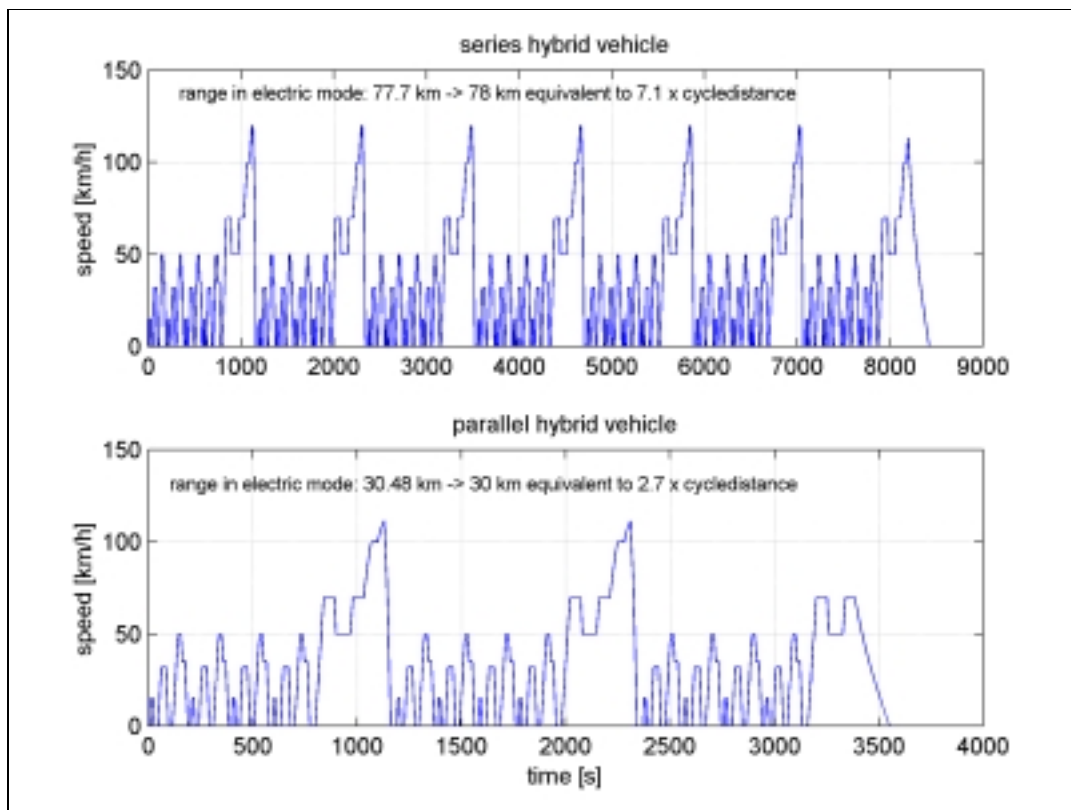 series hybrid vehicle
150
range in electric mode: 77.7 km -> 78 km equivalent to 7.1 x cycledistance
100
speed [km/h]
50
0
0 1000 2000 3000 4000 5000 6000 7000 8000 9000
parallel hybrid vehicle
150
range in electric mode: 30.48 km -> 30 km equivalent to 2.7 x cycledistance
100
speed [km/h]
50
0
0 500 1000 1500 2000 2500 3000 3500 4000
time [s]